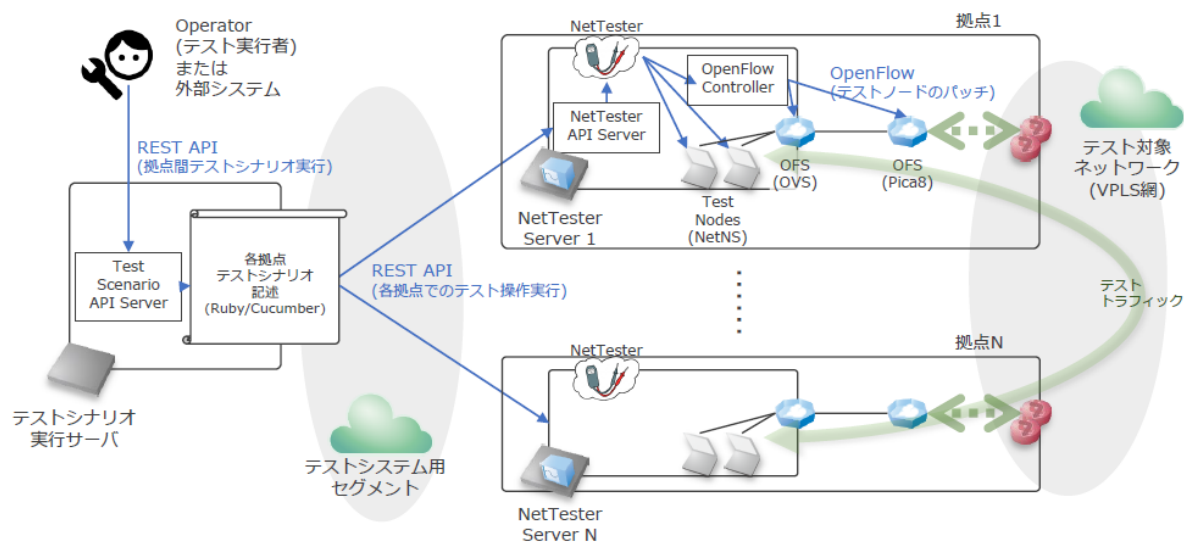 Operator
(テスト実行者)
または
外部システム
REST API
(拠点間テストシナリオ実行)
Test
Scenario
API Server
各拠点
テストシナリオ
記述
(Ruby/Cucumber)
テストシナリオ
実行サーバ
テストシステム用
セグメント
REST API
(各拠点でのテスト操作実行)
拠点1
NetTester
OpenFlow
Controller
NetTester
API Server
OpenFlow
(テストノードのパッチ)
OFS
(OVS)
OFS
(Pica8)
Test
Nodes
(NetNS)
NetTester
Server 1
テスト対象
ネットワーク
(VPLS網)
テスト
トラフィック
拠点N
NetTester
NetTester
Server N